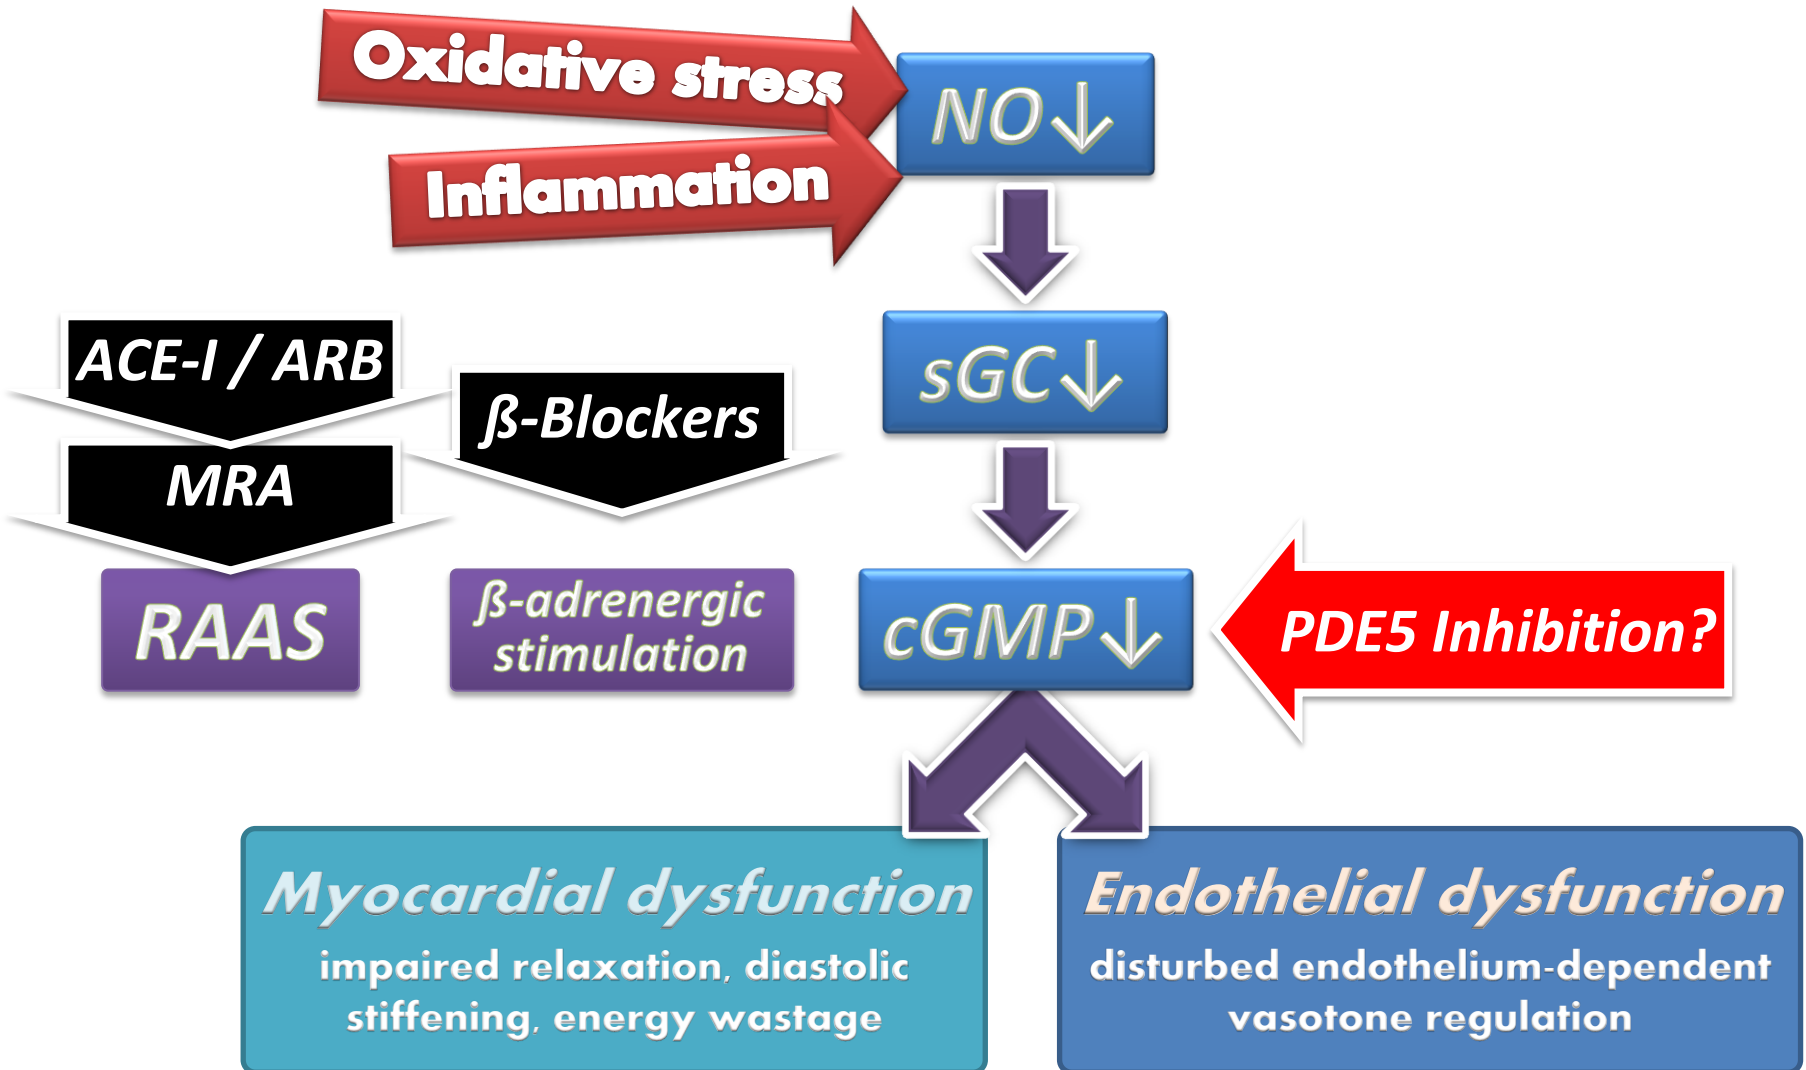 Oxidative stress
Inflammation
NO↓
sGC↓
ACE-I / ARB
MRA
ß-Blockers
RAAS
ß-adrenergic
stimulation
cGMP↓
PDE5 Inhibition?
Myocardial dysfunction
impaired relaxation, diastolic
stiffening, energy wastage
Endothelial dysfunction
disturbed endothelium-dependent
vasotone regulation